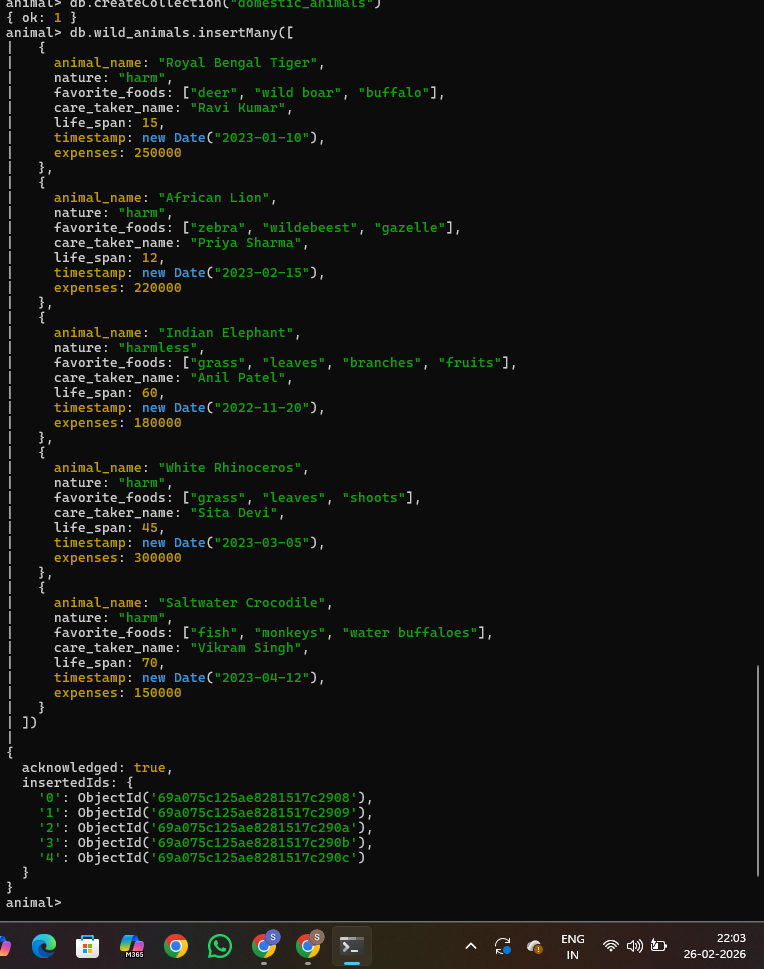 animal> db.createCollection("domestic_animals")
{ ok: 1 }
animal> db.wild_animals.insertMany([
|   {
|     animal_name: "Royal Bengal Tiger",
|     nature: "harm",
|     favorite_foods: ["deer", "wild boar", "buffalo"],
|     care_taker_name: "Ravi Kumar",
|     life_span: 15,
|     timestamp: new Date("2023-01-10"),
|     expenses: 250000
|   },
|   {
|     animal_name: "African Lion",
|     nature: "harm",
|     favorite_foods: ["zebra", "wildebeest", "gazelle"],
|     care_taker_name: "Priya Sharma",
|     life_span: 12,
|     timestamp: new Date("2023-02-15"),
|     expenses: 220000
|   },
|   {
|     animal_name: "Indian Elephant",
|     nature: "harmless",
|     favorite_foods: ["grass", "leaves", "branches", "fruits"],
|     care_taker_name: "Anil Patel",
|     life_span: 60,
|     timestamp: new Date("2022-11-20"),
|     expenses: 180000
|   },
|   {
|     animal_name: "White Rhinoceros",
|     nature: "harm",
|     favorite_foods: ["grass", "leaves", "shoots"],
|     care_taker_name: "Sita Devi",
|     life_span: 45,
|     timestamp: new Date("2023-03-05"),
|     expenses: 300000
|   },
|   {
|     animal_name: "Saltwater Crocodile",
|     nature: "harm",
|     favorite_foods: ["fish", "monkeys", "water buffaloes"],
|     care_taker_name: "Vikram Singh",
|     life_span: 70,
|     timestamp: new Date("2023-04-12"),
|     expenses: 150000
|   }
| ])
|
{
  acknowledged: true,
  insertedIds: {
    '0': ObjectId('69a075c125ae8281517c2908'),
    '1': ObjectId('69a075c125ae8281517c2909'),
    '2': ObjectId('69a075c125ae8281517c290a'),
    '3': ObjectId('69a075c125ae8281517c290b'),
    '4': ObjectId('69a075c125ae8281517c290c')
  }
}
animal>
M365
S
S
ENG
IN
22:03
26-02-2026